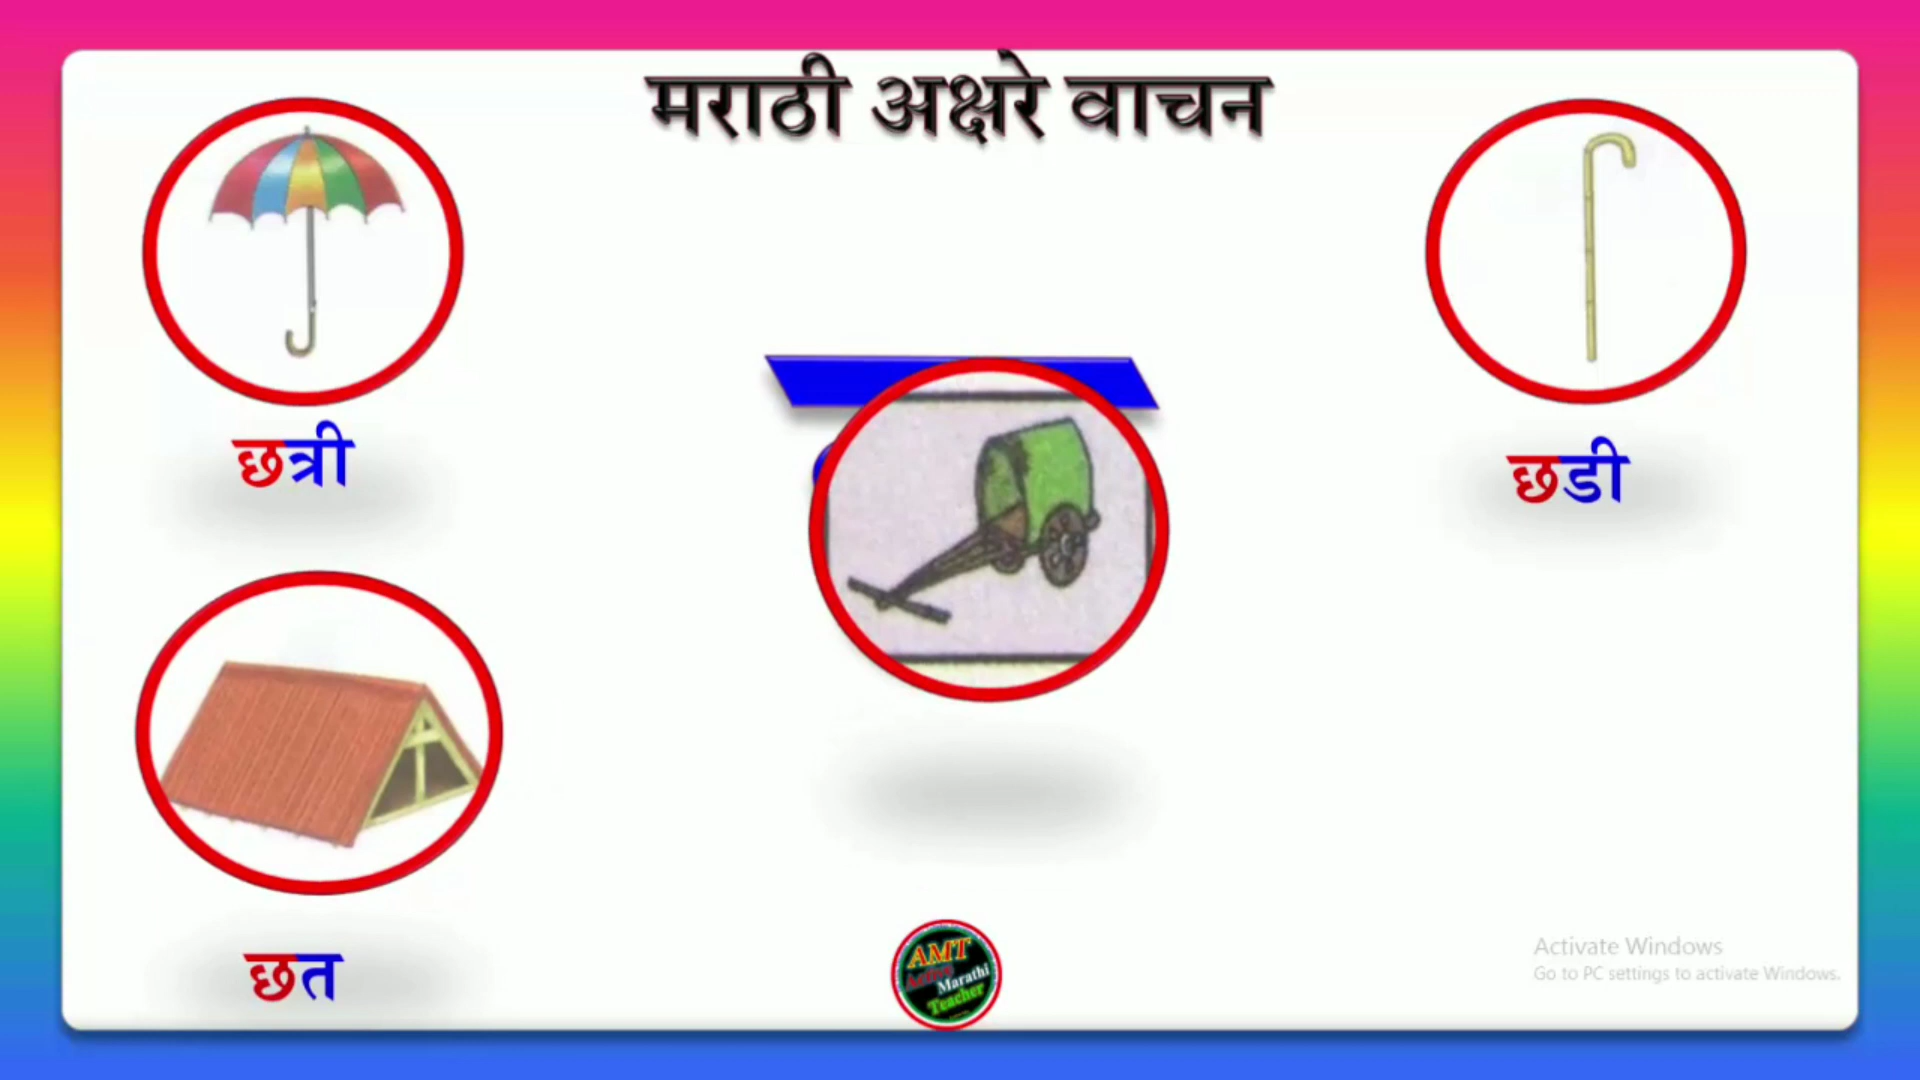 मराठी अक्षरे वाचन
छत्री
छडी
छत
AMT
Active
Marathi
Teacher
Activate Windows
Go to PC settings to activate Windows.